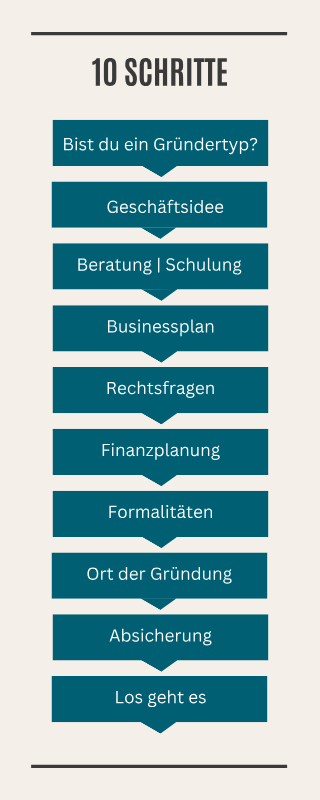 10 SCHRITTE
Bist du ein Gründertyp?
Geschäftsidee
Beratung | Schulung
Businessplan
Rechtsfragen
Finanzplanung
Formalitäten
Ort der Gründung
Absicherung
Los geht es